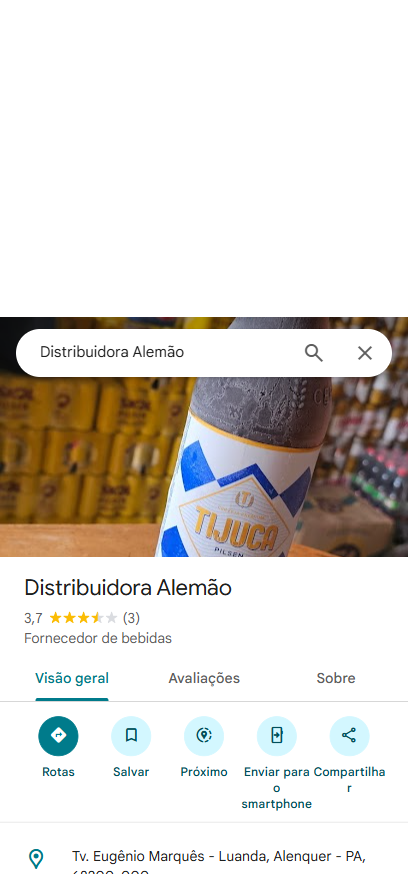 Distribuidora Alemão
TIJUCA
PILSEN
Distribuidora Alemão
3,7 (3)
Fornecedor de bebidas
Visão geral Avaliações Sobre
Rotas Salvar Próximo Enviar para o smartphone Compartilhar
Tv. Eugênio Marquês - Luanda, Alenquer - PA,